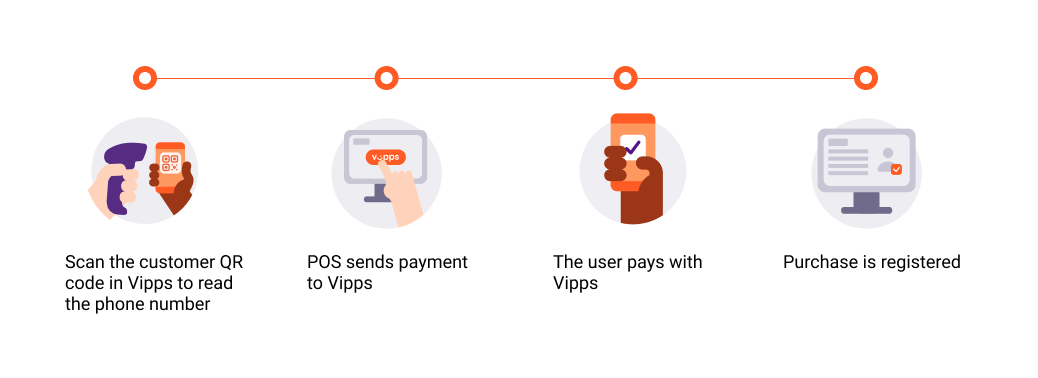 vipps
Scan the customer QR
code in Vipps to read
the phone number
POS sends payment
to Vipps
The user pays with
Vipps
Purchase is registered